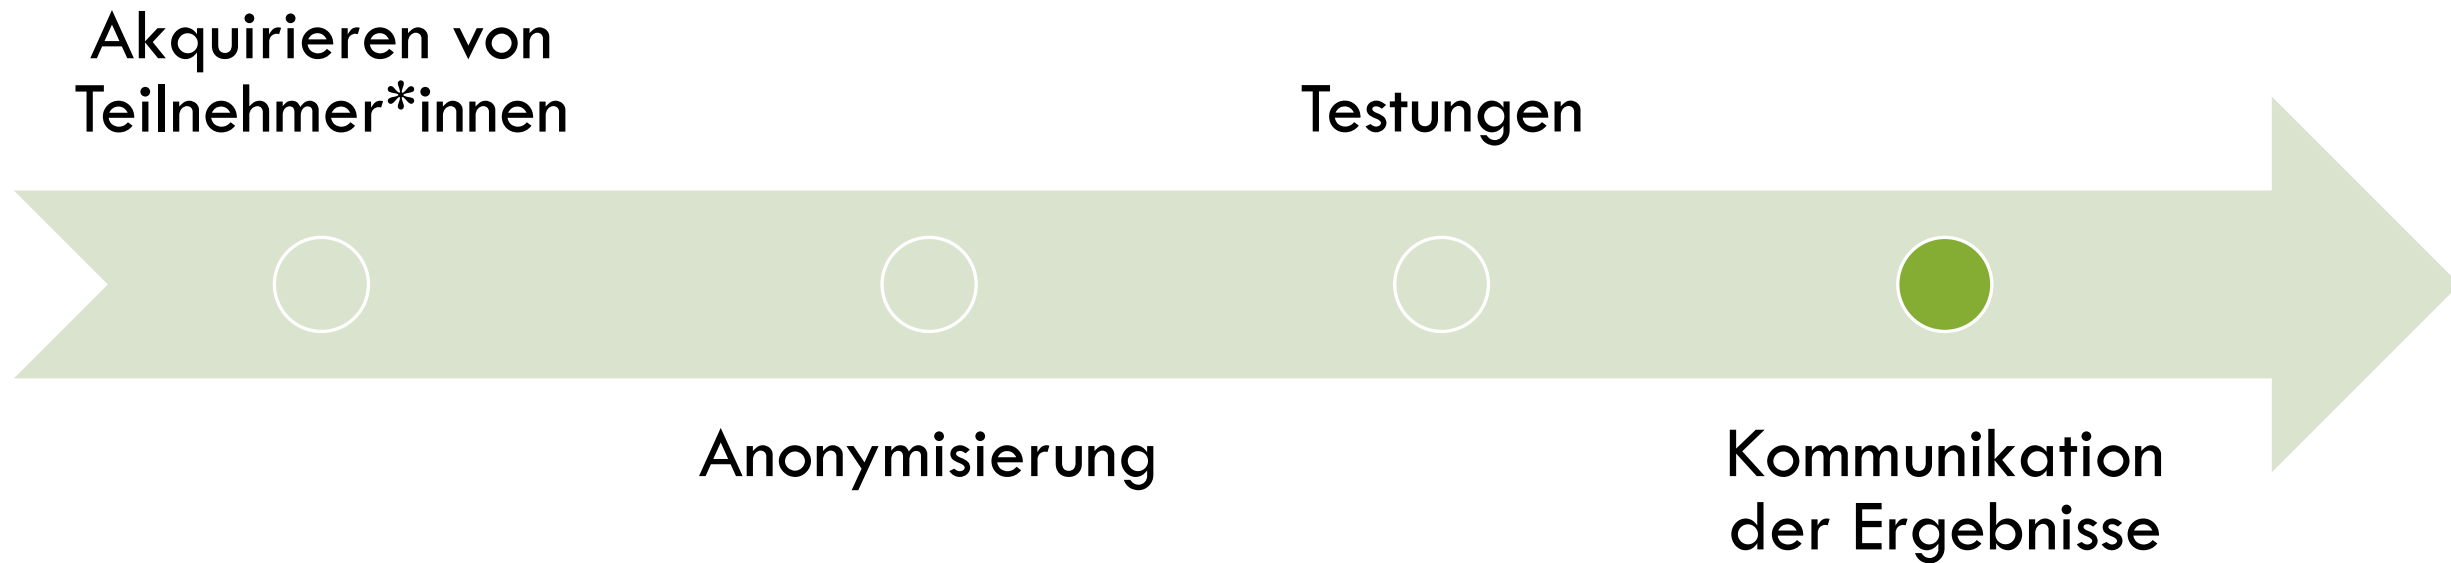 Akquirieren von
Teilnehmer*innen
Anonymisierung
Testungen
Kommunikation
der Ergebnisse